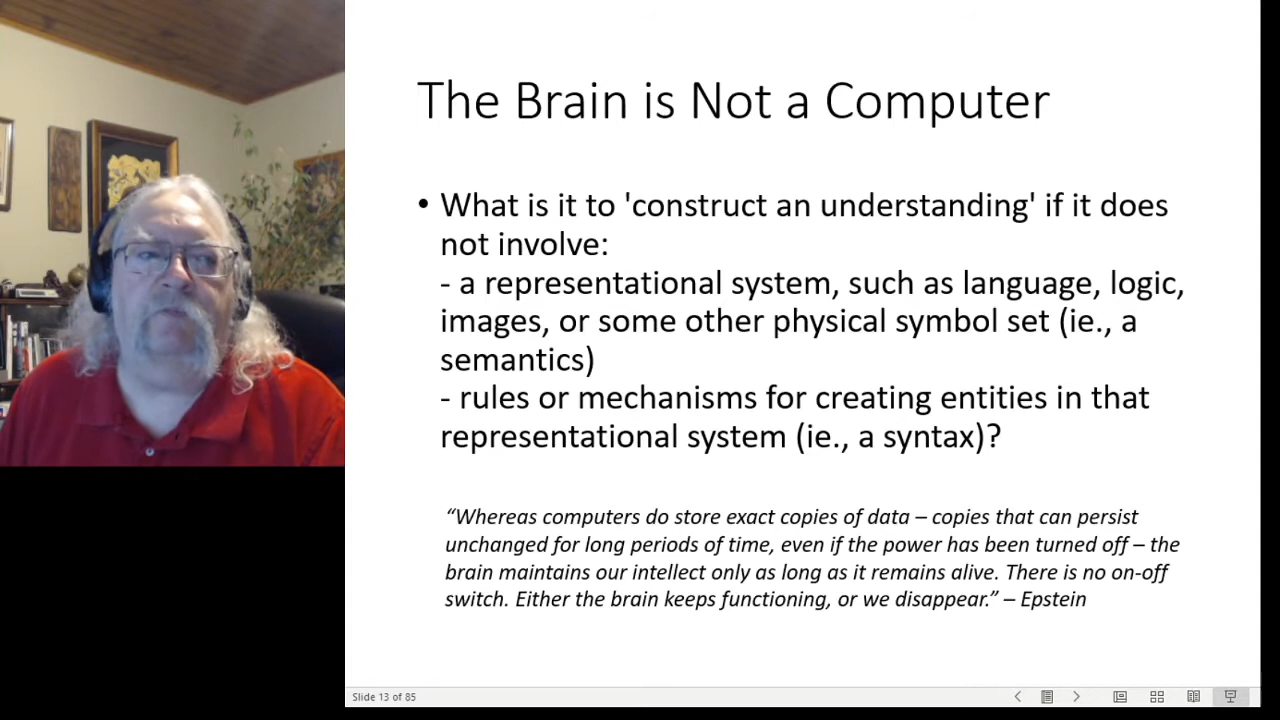 The Brain is Not a Computer
• What is it to 'construct an understanding' if it does
not involve:
- a representational system, such as language, logic,
images, or some other physical symbol set (ie., a
semantics)
- rules or mechanisms for creating entities in that
representational system (ie., a syntax)?
“Whereas computers do store exact copies of data – copies that can persist
unchanged for long periods of time, even if the power has been turned off – the
brain maintains our intellect only as long as it remains alive. There is no on-off
switch. Either the brain keeps functioning, or we disappear.” – Epstein
Slide 13 of 85